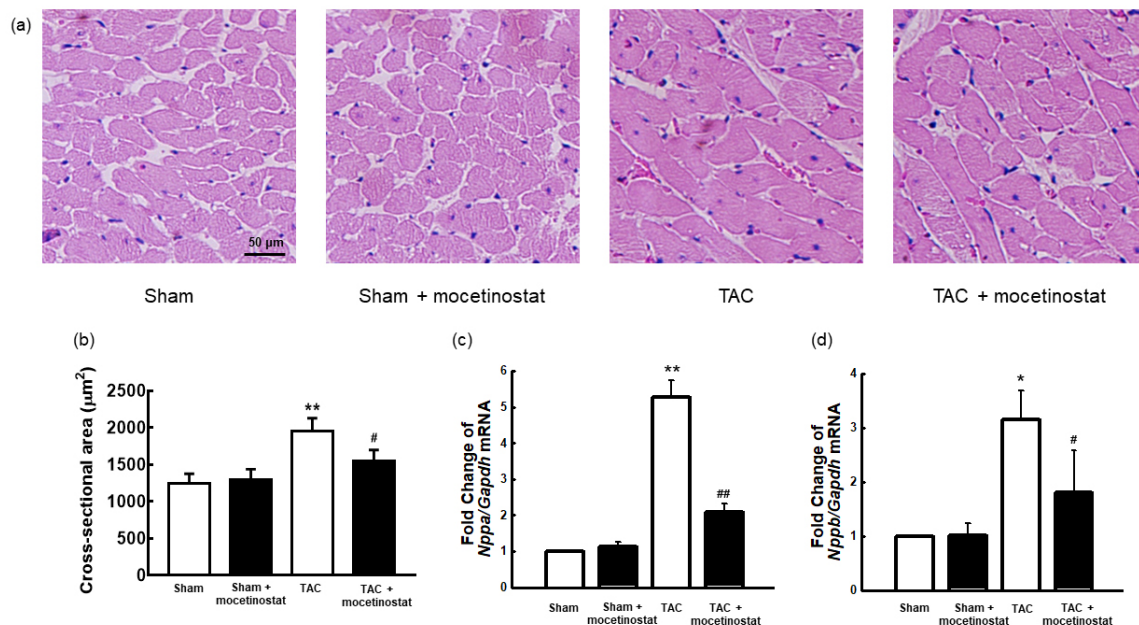 (a)
50 μm
Sham
Sham + mocetinostat
TAC
TAC + mocetinostat
(b)
Cross-sectional area (μm²)
2500
2000
1500
1000
500
0
**
#
Sham
Sham +
mocetinostat
TAC
TAC +
mocetinostat
(c)
Fold Change of
Nppa/Gapdh mRNA
6
5
4
3
2
1
0
**
##
Sham
Sham +
mocetinostat
TAC
TAC +
mocetinostat
(d)
Fold Change of
Nppb/Gapdh mRNA
4
3
2
1
0
*
#
Sham
Sham +
mocetinostat
TAC
TAC +
mocetinostat